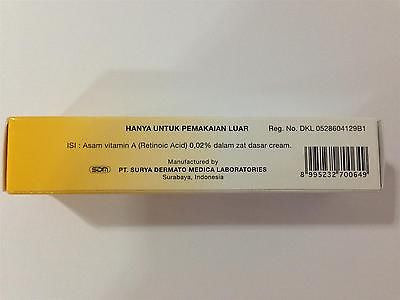 HANYA UNTUK PEMAKAIAN LUAR
Reg. No. DKL 0528604129B1
ISI : Asam vitamin A (Retinoic Acid) 0,02% dalam zat dasar cream.
Manufactured by
SDM
PT. SURYA DERMATO MEDICA LABORATORIES
Surabaya, Indonesia
8 995232 700649